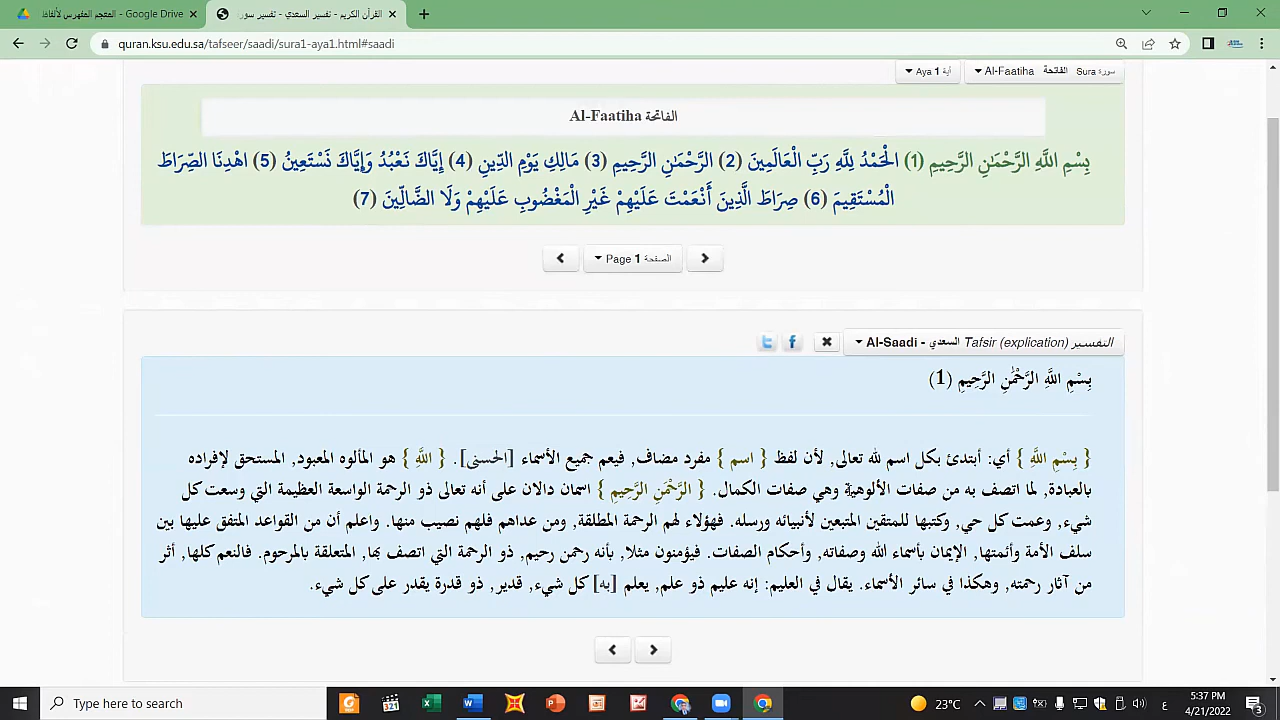 المعجم المفهرس لألفاظ - Google Drive
القرآن الكريم - تفسير السعدي - تفسير سورة
quran.ksu.edu.sa/tafseer/saadi/sura1-aya1.html#saadi
سورة Sura الفاتحة Al-Faatiha
آية Aya 1
الفاتحة Al-Faatiha
بِسْمِ اللَّهِ الرَّحْمَٰنِ الرَّحِيمِ (1) الْحَمْدُ لِلَّهِ رَبِّ الْعَالَمِينَ (2) الرَّحْمَٰنِ الرَّحِيمِ (3) مَالِكِ يَوْمِ الدِّينِ (4) إِيَّاكَ نَعْبُدُ وَإِيَّاكَ نَسْتَعِينُ (5) اهْدِنَا الصِّرَاطَ
الْمُسْتَقِيمَ (6) صِرَاطَ الَّذِينَ أَنْعَمْتَ عَلَيْهِمْ غَيْرِ الْمَغْضُوبِ عَلَيْهِمْ وَلَا الضَّالِّينَ (7)
الصفحة Page 1
التفسير Tafsir (explication) السعدي - Al-Saadi
بِسْمِ اللَّهِ الرَّحْمَٰنِ الرَّحِيمِ (1)
{ بِسْمِ اللَّهِ } أي: أبتدئ بكل اسم لله تعالى, لأن لفظ { اسم } مفرد مضاف, فيعم جميع الأسماء [الحسنى]. { اللَّهِ } هو المألوه المعبود, المستحق لإفراده
بالعبادة, لما اتصف به من صفات الألوهية وهي صفات الكمال. { الرَّحْمَنِ الرَّحِيمِ } اسمان دالان على أنه تعالى ذو الرحمة الواسعة العظيمة التي وسعت كل
شيء, وعمت كل حي, وكتبها للمتقين المتبعين لأنبيائه ورسله. فهؤلاء لهم الرحمة المطلقة, ومن عداهم فلهم نصيب منها. واعلم أن من القواعد المتفق عليها بين
سلف الأمة وأئمتها, الإيمان بأسماء الله وصفاته, وأحكام الصفات. فيؤمنون مثلا, بأنه رحمن رحيم, ذو الرحمة التي اتصف بها, المتعلقة بالمرحوم. فالنعم كلها, أثر
من آثار رحمته, وهكذا في سائر الأسماء. يقال في العليم: إنه عليم ذو علم, يعلم [به] كل شيء, قدير, ذو قدرة يقدر على كل شيء.
Type here to search
23°C
ع
5:37 PM
4/21/2022